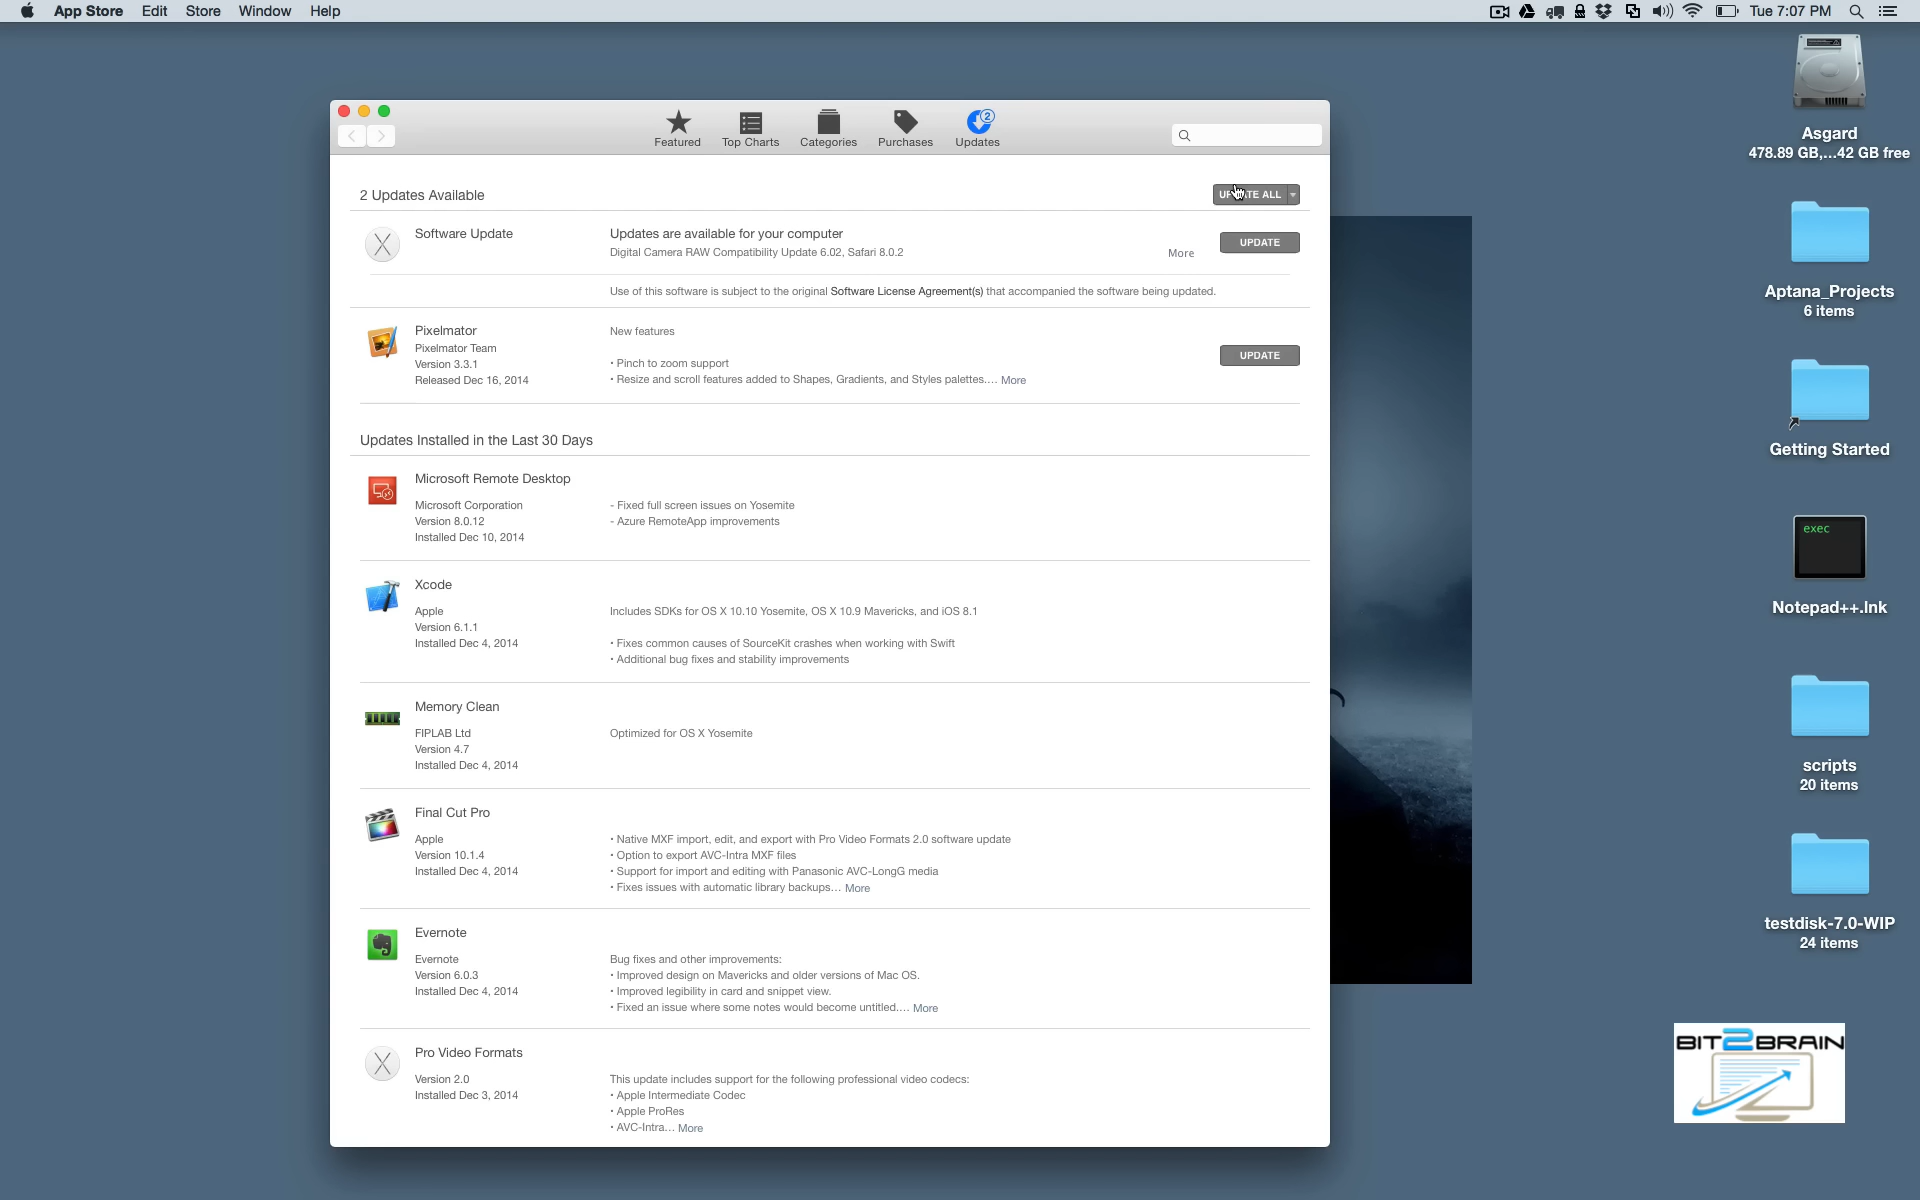 App Store Edit Store Window Help Tue 7:07 PM
Featured Top Charts Categories Purchases Updates 2
2 Updates Available
Software Update
Updates are available for your computer
Digital Camera RAW Compatibility Update 6.02, Safari 8.0.2
More
UPDATE
Use of this software is subject to the original Software License Agreement(s) that accompanied the software being updated.
Pixelmator
Pixelmator Team
Version 3.3.1
Released Dec 16, 2014
New features
• Pinch to zoom support
• Resize and scroll features added to Shapes, Gradients, and Styles palettes.... More
UPDATE
Updates Installed in the Last 30 Days
Microsoft Remote Desktop
Microsoft Corporation
Version 8.0.12
Installed Dec 10, 2014
- Fixed full screen issues on Yosemite
- Azure RemoteApp improvements
Xcode
Apple
Version 6.1.1
Installed Dec 4, 2014
Includes SDKs for OS X 10.10 Yosemite, OS X 10.9 Mavericks, and iOS 8.1
• Fixes common causes of SourceKit crashes when working with Swift
• Additional bug fixes and stability improvements
Memory Clean
FIPLAB Ltd
Version 4.7
Installed Dec 4, 2014
Optimized for OS X Yosemite
Final Cut Pro
Apple
Version 10.1.4
Installed Dec 4, 2014
• Native MXF import, edit, and export with Pro Video Formats 2.0 software update
• Option to export AVC-Intra MXF files
• Support for import and editing with Panasonic AVC-LongG media
• Fixes issues with automatic library backups... More
Evernote
Evernote
Version 6.0.3
Installed Dec 4, 2014
Bug fixes and other improvements:
• Improved design on Mavericks and older versions of Mac OS.
• Improved legibility in card and snippet view.
• Fixed an issue where some notes would become untitled.... More
Pro Video Formats
Version 2.0
Installed Dec 3, 2014
This update includes support for the following professional video codecs:
• Apple Intermediate Codec
• Apple ProRes
• AVC-Intra... More
Asgard
478.89 GB,...42 GB free
Aptana_Projects
6 items
Getting Started
exec
Notepad++.lnk
scripts
20 items
testdisk-7.0-WIP
24 items
BIT2BRAIN